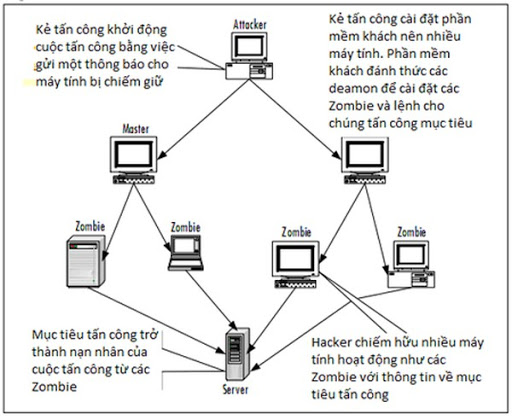 Attacker
Kẻ tấn công khởi động
cuộc tấn công bằng việc
gửi một thông báo cho
máy tính bị chiếm giữ
Kẻ tấn công cài đặt phần
mềm khách nên nhiều
máy tính. Phần mềm
khách đánh thức các
deamon để cài đặt các
Zombie và lệnh cho
chúng tấn công mục tiêu
Master
Zombie
Zombie
Zombie
Zombie
Mục tiêu tấn công trở
thành nạn nhân của
cuộc tấn công từ các
Zombie
Server
Hacker chiếm hữu nhiều máy
tính hoạt động như các
Zombie với thông tin về mục
tiêu tấn công